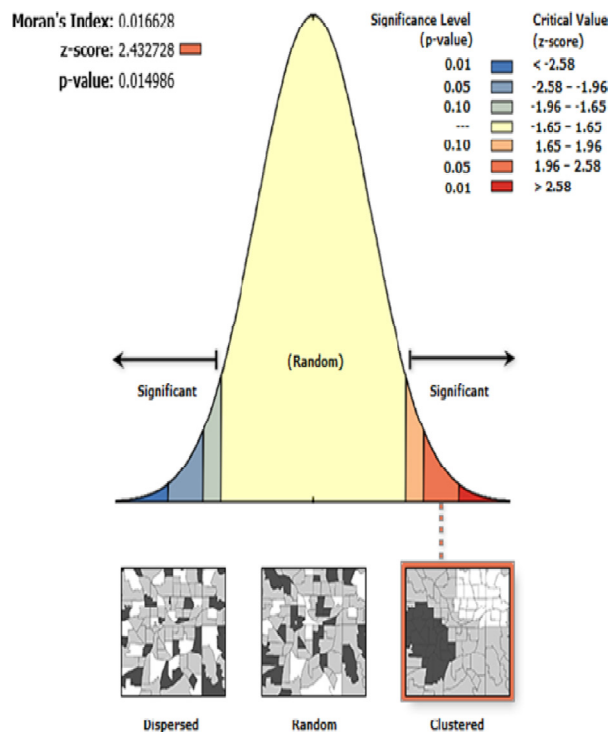 Moran's Index: 0.016628
z-score: 2.432728
p-value: 0.014986
Significance Level (p-value)
Critical Value (z-score)
0.01 < -2.58
0.05 -2.58 – -1.96
0.10 -1.96 – -1.65
--- -1.65 – 1.65
0.10 1.65 – 1.96
0.05 1.96 – 2.58
0.01 > 2.58
(Random)
Significant Significant
Dispersed Random Clustered